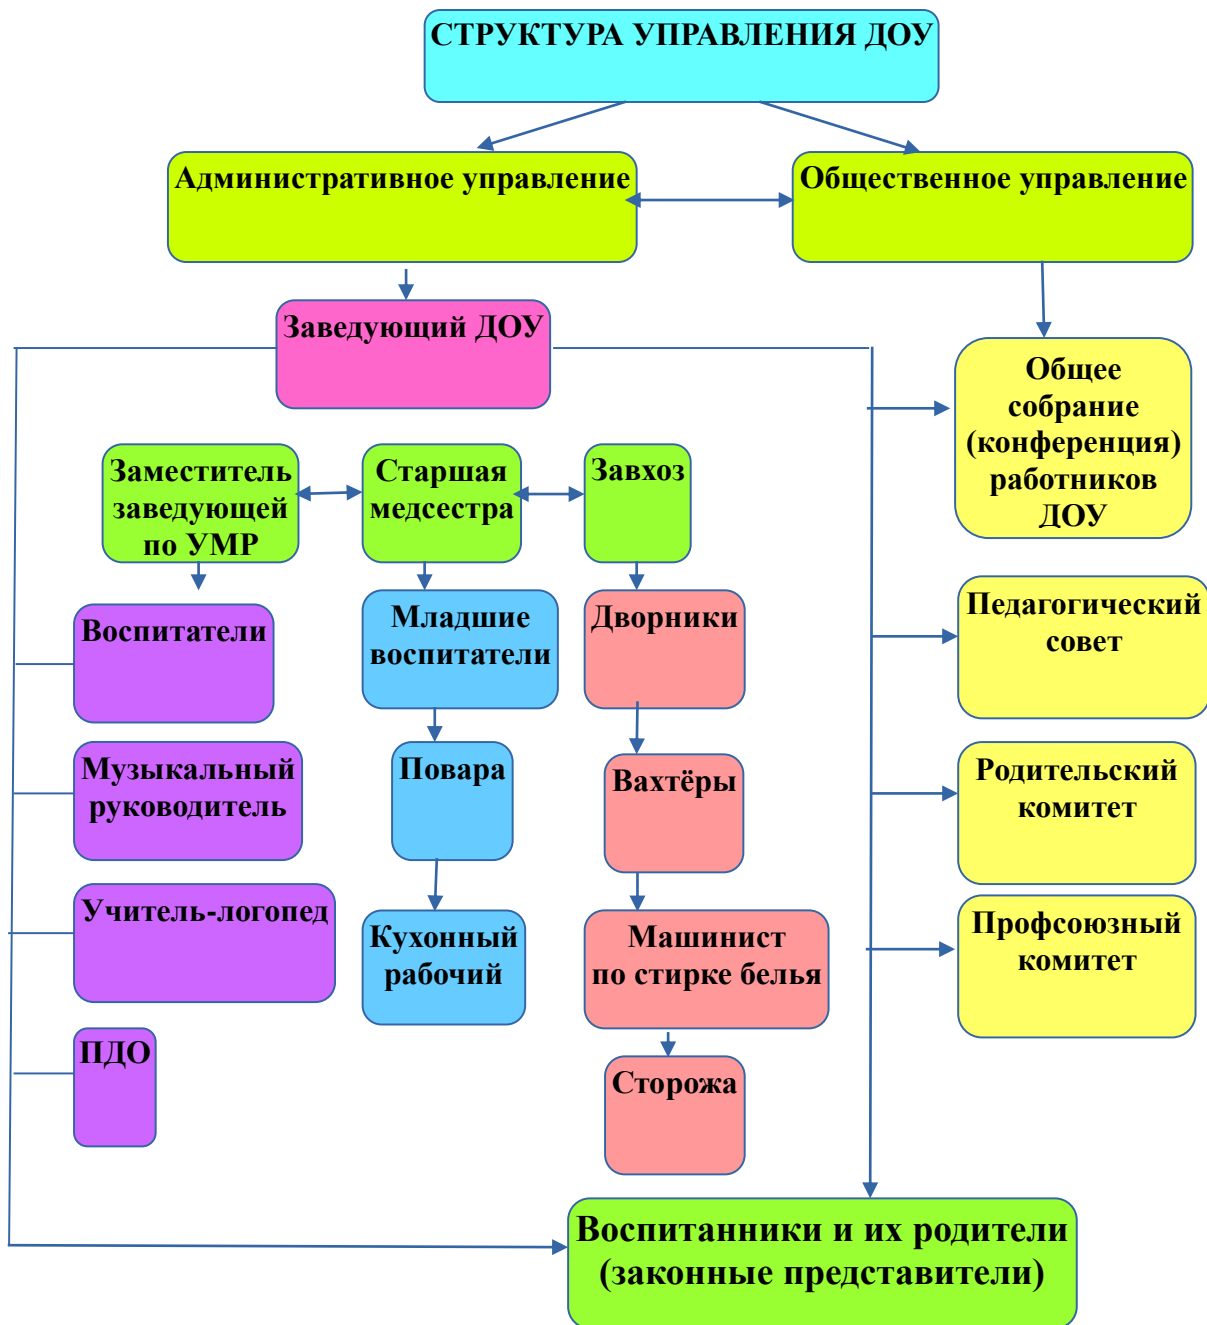 СТРУКТУРА УПРАВЛЕНИЯ ДОУ
Административное управление
Общественное управление
Заведующий ДОУ
Общее
собрание
(конференция)
работников
ДОУ
Заместитель
заведующей
по УМР
Старшая
медсестра
Завхоз
Воспитатели
Младшие
воспитатели
Дворники
Педагогический
совет
Музыкальный
руководитель
Повара
Вахтёры
Родительский
комитет
Учитель-логопед
Кухонный
рабочий
Машинист
по стирке белья
Профсоюзный
комитет
ПДО
Сторожа
Воспитанники и их родители
(законные представители)